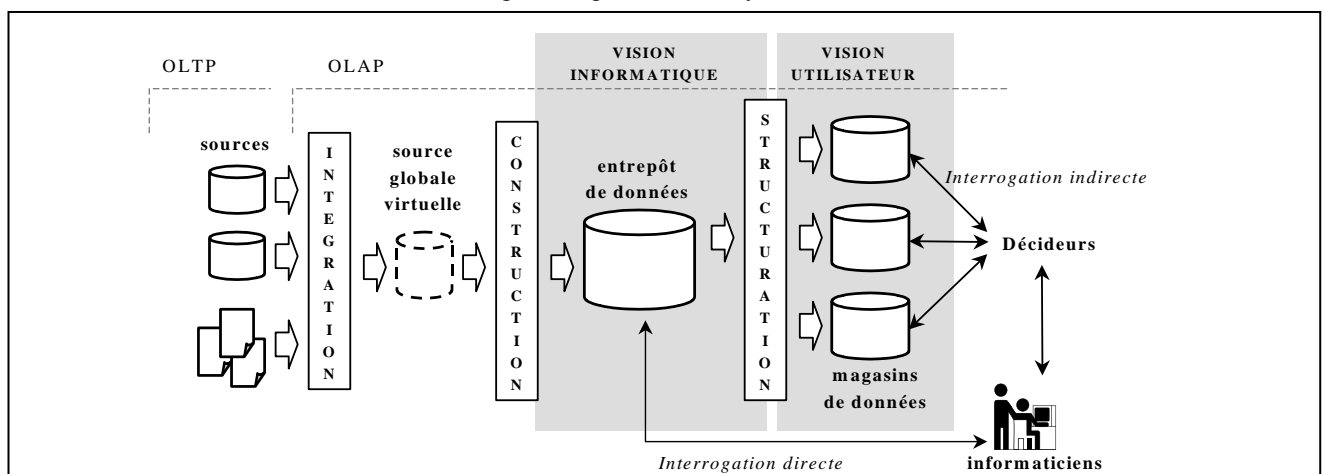 VISION
INFORMATIQUE
VISION
UTILISATEUR
OLTP
OLAP
sources
INTEGRATION
source
globale
virtuelle
CONSTRUCTION
entrepôt
de données
STRUCTURATION
magasins
de données
Interrogation indirecte
Décideurs
informaticiens
Interrogation directe